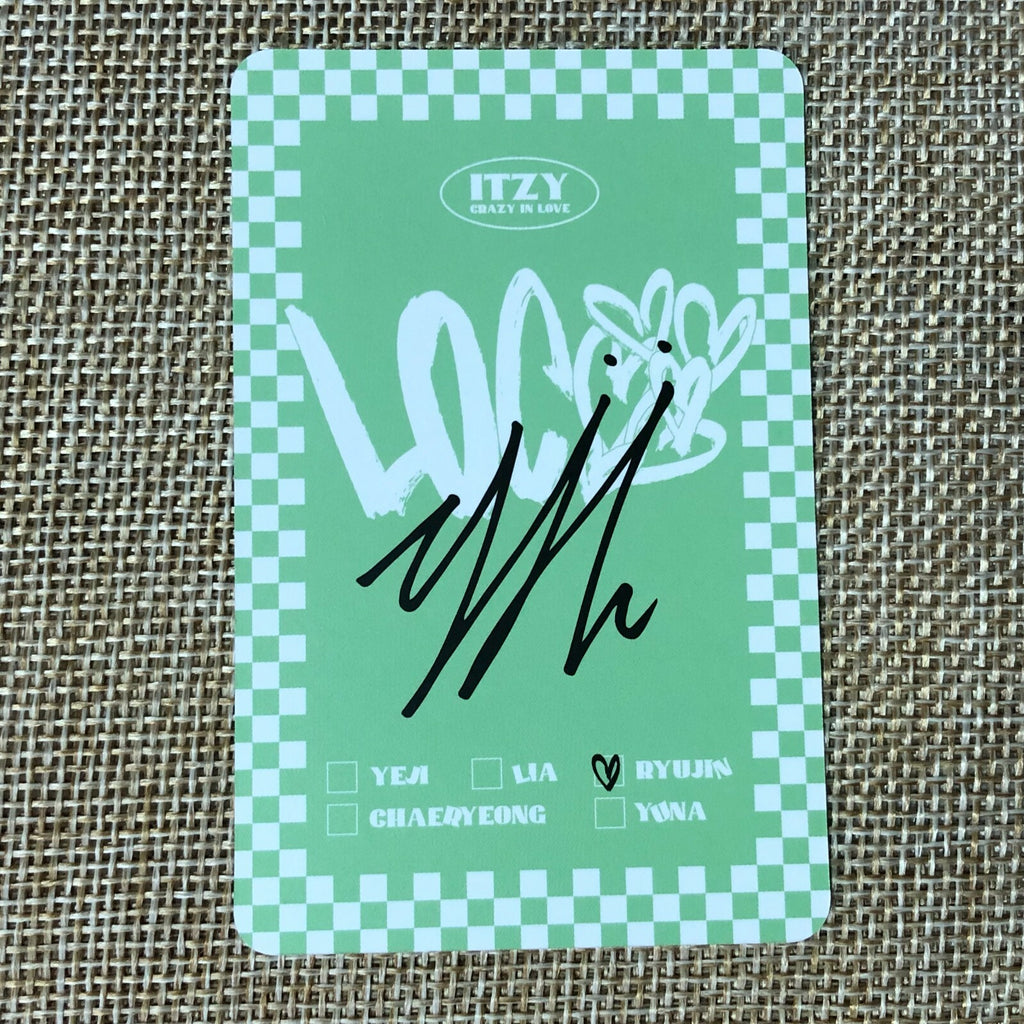 ITZY
CRAZY IN LOVE
LOCO
YEJI LIA RYUJIN
CHAERYEONG YUNA